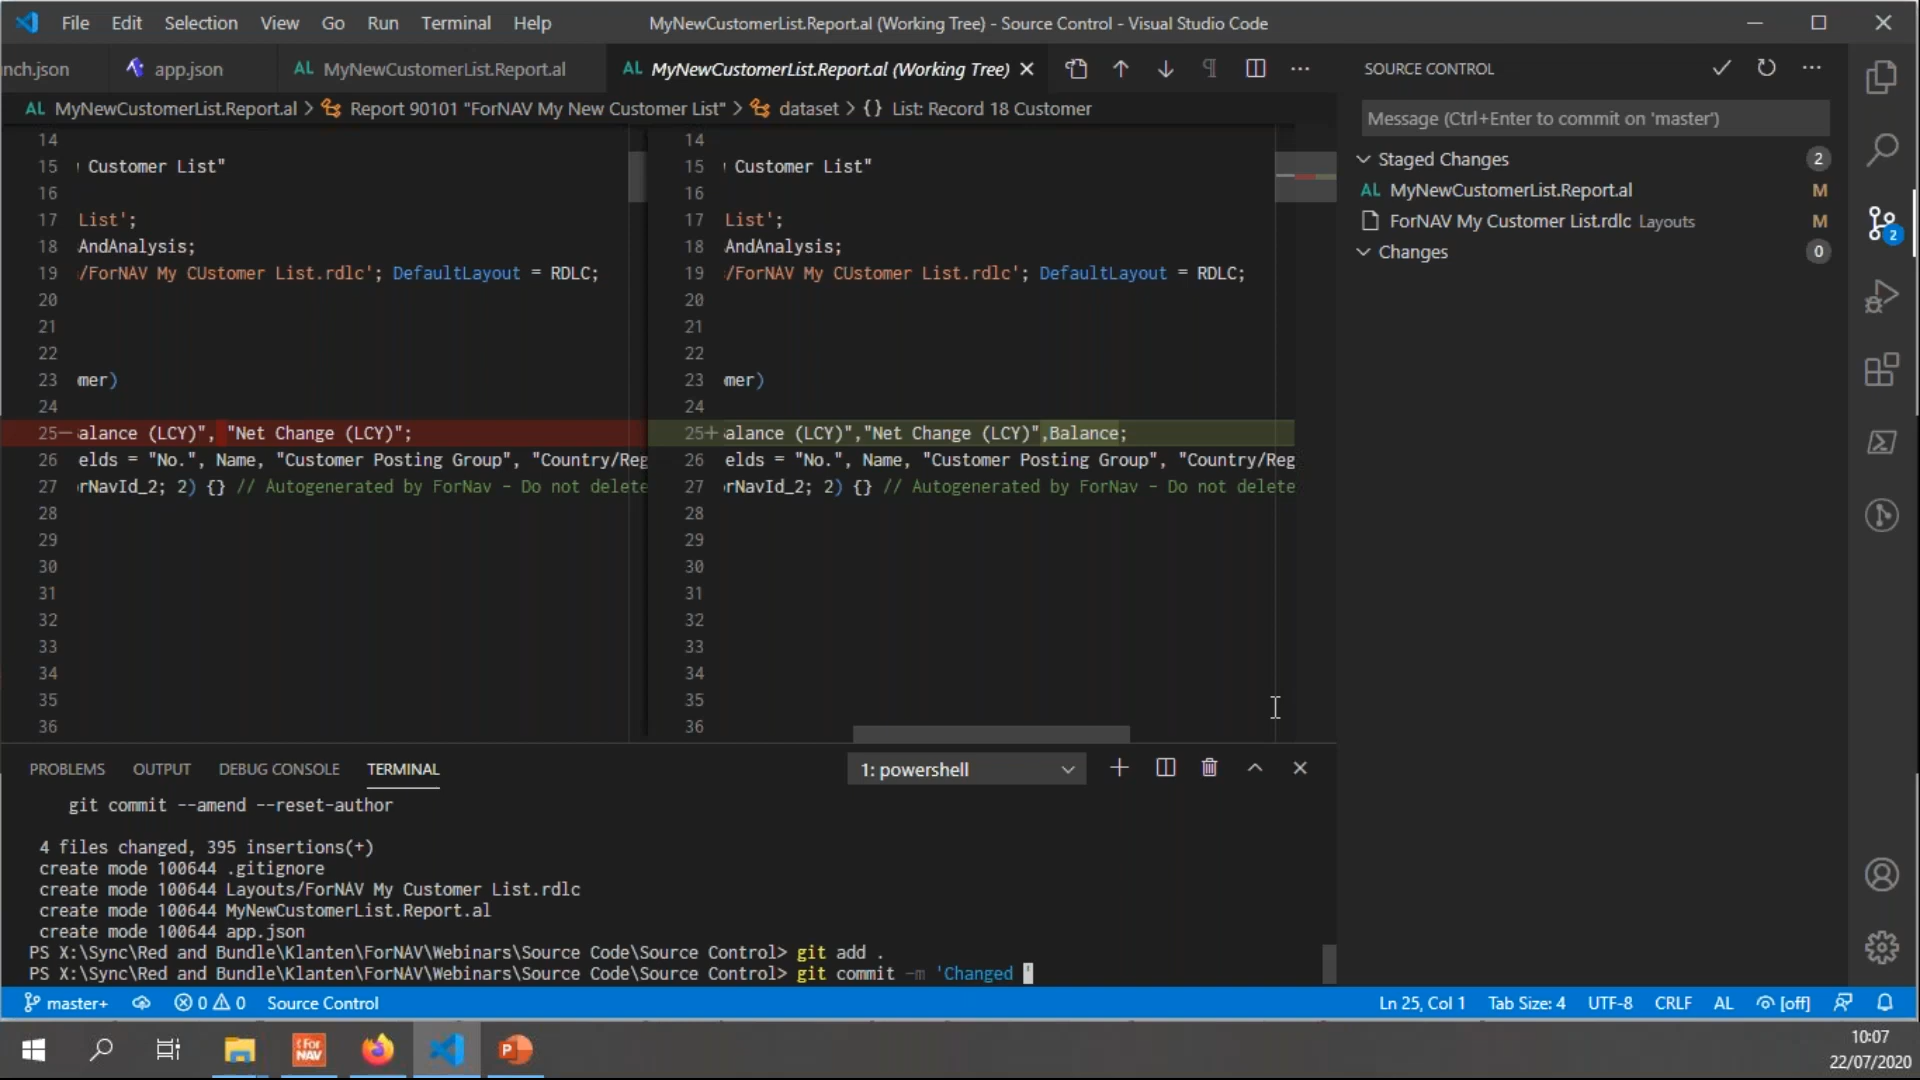 File Edit Selection View Go Run Terminal Help
MyNewCustomerList.Report.al (Working Tree) - Source Control - Visual Studio Code
nch.json
app.json
AL MyNewCustomerList.Report.al
AL MyNewCustomerList.Report.al (Working Tree)
AL MyNewCustomerList.Report.al > Report 90101 "ForNAV My New Customer List" > dataset > {} List: Record 18 Customer
14
15 Customer List"
16
17 List';
18 AndAnalysis;
19 /ForNAV My CUstomer List.rdlc'; DefaultLayout = RDLC;
20
21
22
23 mer)
24
25− alance (LCY)", "Net Change (LCY)";
26 elds = "No.", Name, "Customer Posting Group", "Country/Reg
27 rNavId_2; 2) {} // Autogenerated by ForNav - Do not delete
28
29
30
31
32
33
34
35
36
14
15 Customer List"
16
17 List';
18 AndAnalysis;
19 /ForNAV My CUstomer List.rdlc'; DefaultLayout = RDLC;
20
21
22
23 mer)
24
25+ alance (LCY)","Net Change (LCY)",Balance;
26 elds = "No.", Name, "Customer Posting Group", "Country/Reg
27 rNavId_2; 2) {} // Autogenerated by ForNav - Do not delete
28
29
30
31
32
33
34
35
36
SOURCE CONTROL
Message (Ctrl+Enter to commit on 'master')
Staged Changes 2
AL MyNewCustomerList.Report.al M
ForNAV My Customer List.rdlc Layouts M
Changes 0
2
PROBLEMS OUTPUT DEBUG CONSOLE TERMINAL
1: powershell
git commit --amend --reset-author
4 files changed, 395 insertions(+)
create mode 100644 .gitignore
create mode 100644 Layouts/ForNAV My Customer List.rdlc
create mode 100644 MyNewCustomerList.Report.al
create mode 100644 app.json
PS X:\Sync\Red and Bundle\Klanten\ForNAV\Webinars\Source Code\Source Control> git add .
PS X:\Sync\Red and Bundle\Klanten\ForNAV\Webinars\Source Code\Source Control> git commit -m 'Changed '
master+ 0 0 Source Control
Ln 25, Col 1 Tab Size: 4 UTF-8 CRLF AL [off]
For NAV
P
10:07
22/07/2020